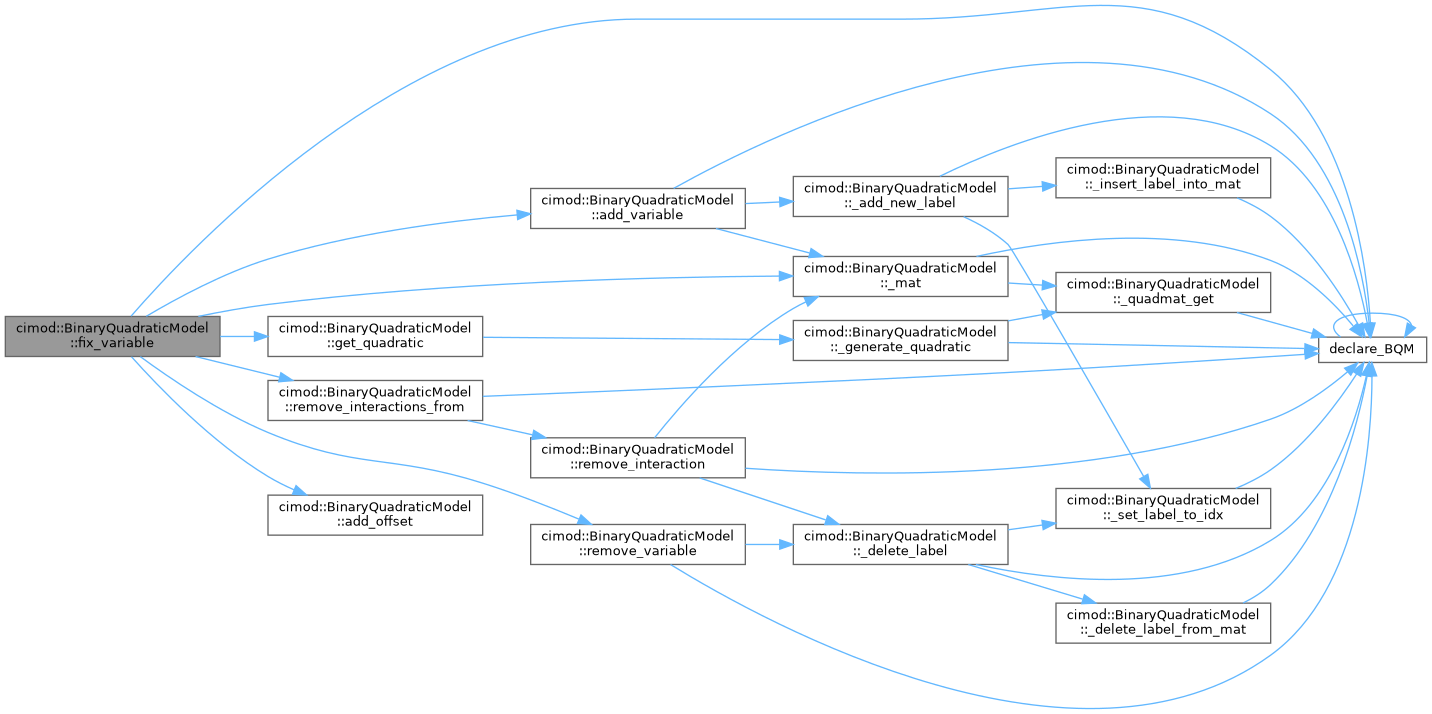 cimod::BinaryQuadraticModel
::fix_variable
cimod::BinaryQuadraticModel
::get_quadratic
cimod::BinaryQuadraticModel
::remove_interactions_from
cimod::BinaryQuadraticModel
::add_offset
cimod::BinaryQuadraticModel
::add_variable
cimod::BinaryQuadraticModel
::remove_interaction
cimod::BinaryQuadraticModel
::remove_variable
cimod::BinaryQuadraticModel
::_add_new_label
cimod::BinaryQuadraticModel
::_mat
cimod::BinaryQuadraticModel
::_generate_quadratic
cimod::BinaryQuadraticModel
::_delete_label
cimod::BinaryQuadraticModel
::_insert_label_into_mat
cimod::BinaryQuadraticModel
::_quadmat_get
cimod::BinaryQuadraticModel
::_set_label_to_idx
cimod::BinaryQuadraticModel
::_delete_label_from_mat
declare_BQM